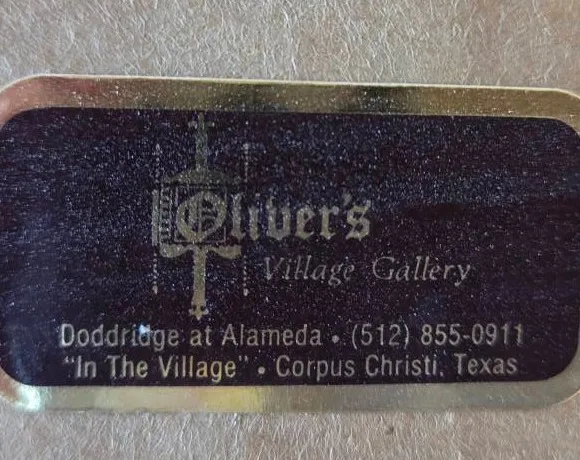 Oliver's
Village Gallery
Doddridge at Alameda • (512) 855-0911
"In The Village" • Corpus Christi, Texas